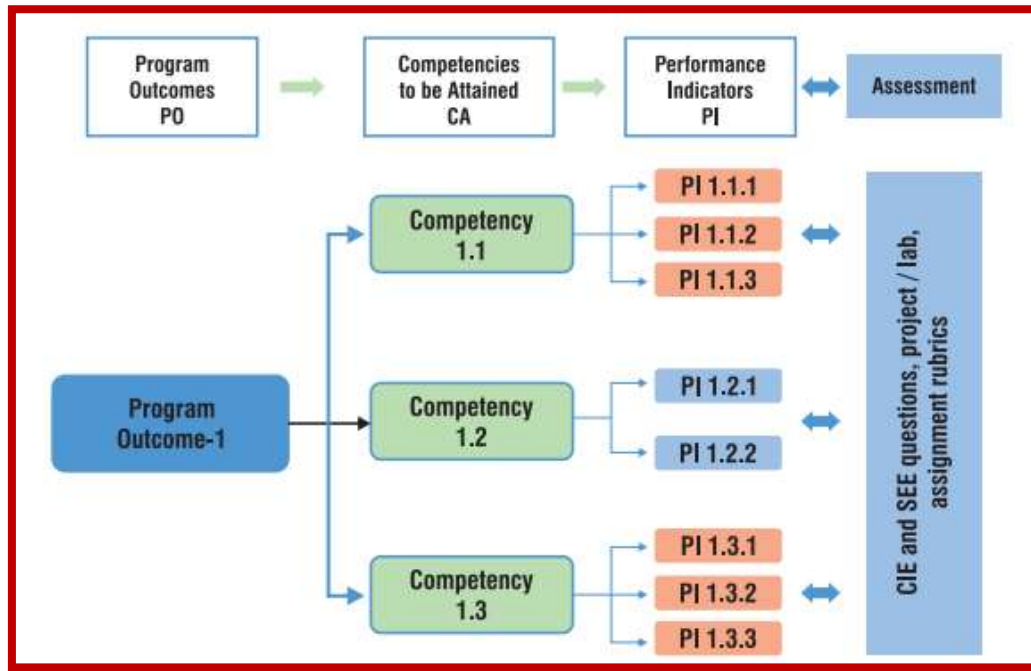 Program
Outcomes
PO
Competencies
to be Attained
CA
Performance
Indicators
PI
Assessment
Program
Outcome-1
Competency
1.1
PI 1.1.1
PI 1.1.2
PI 1.1.3
Competency
1.2
PI 1.2.1
PI 1.2.2
Competency
1.3
PI 1.3.1
PI 1.3.2
PI 1.3.3
CIE and SEE questions, project / lab,
assignment rubrics